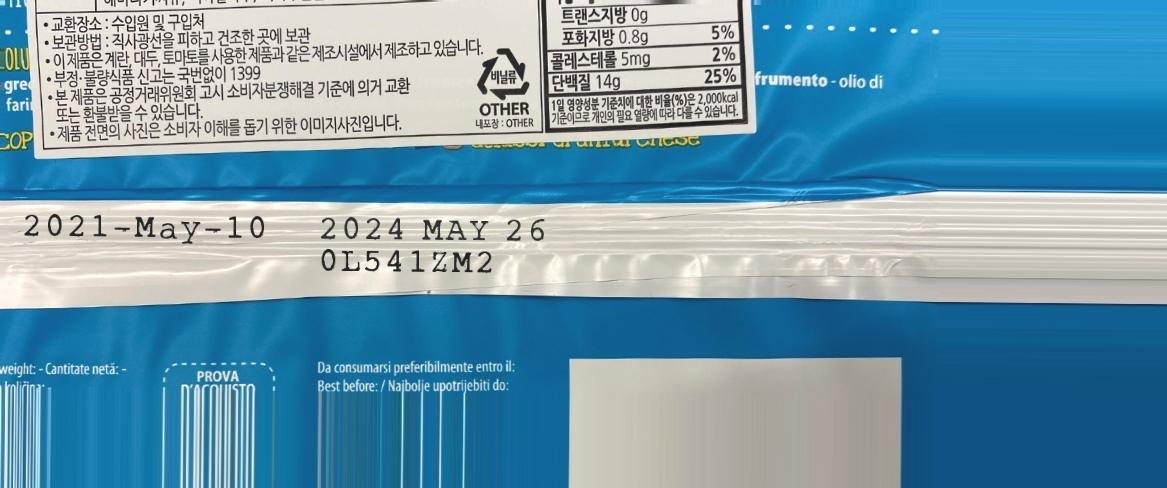 • 교환장소 : 수입원 및 구입처
• 보관방법 : 직사광선을 피하고 건조한 곳에 보관
• 이 제품은 계란, 대두, 토마토를 사용한 제품과 같은 제조시설에서 제조하고 있습니다.
• 부정·불량식품 신고는 국번없이 1399
• 본 제품은 공정거래위원회 고시 소비자분쟁해결 기준에 의거 교환
또는 환불받을 수 있습니다.
• 제품 전면의 사진은 소비자 이해를 돕기 위한 이미지사진입니다.
비닐류
OTHER
내포장 : OTHER
트랜스지방 0g
포화지방 0.8g 5%
콜레스테롤 5mg 2%
단백질 14g 25%
1일 영양성분 기준치에 대한 비율(%)은 2,000kcal
기준이므로 개인의 필요 열량에 따라 다를 수 있습니다.
frumento - olio di
2021-May-10 2024 MAY 26
0L541ZM2
weight: - Cantitate netă: -
količina:
PROVA
D'ACQUISTO
Da consumarsi preferibilmente entro il:
Best before: / Najbolje upotrijebiti do: